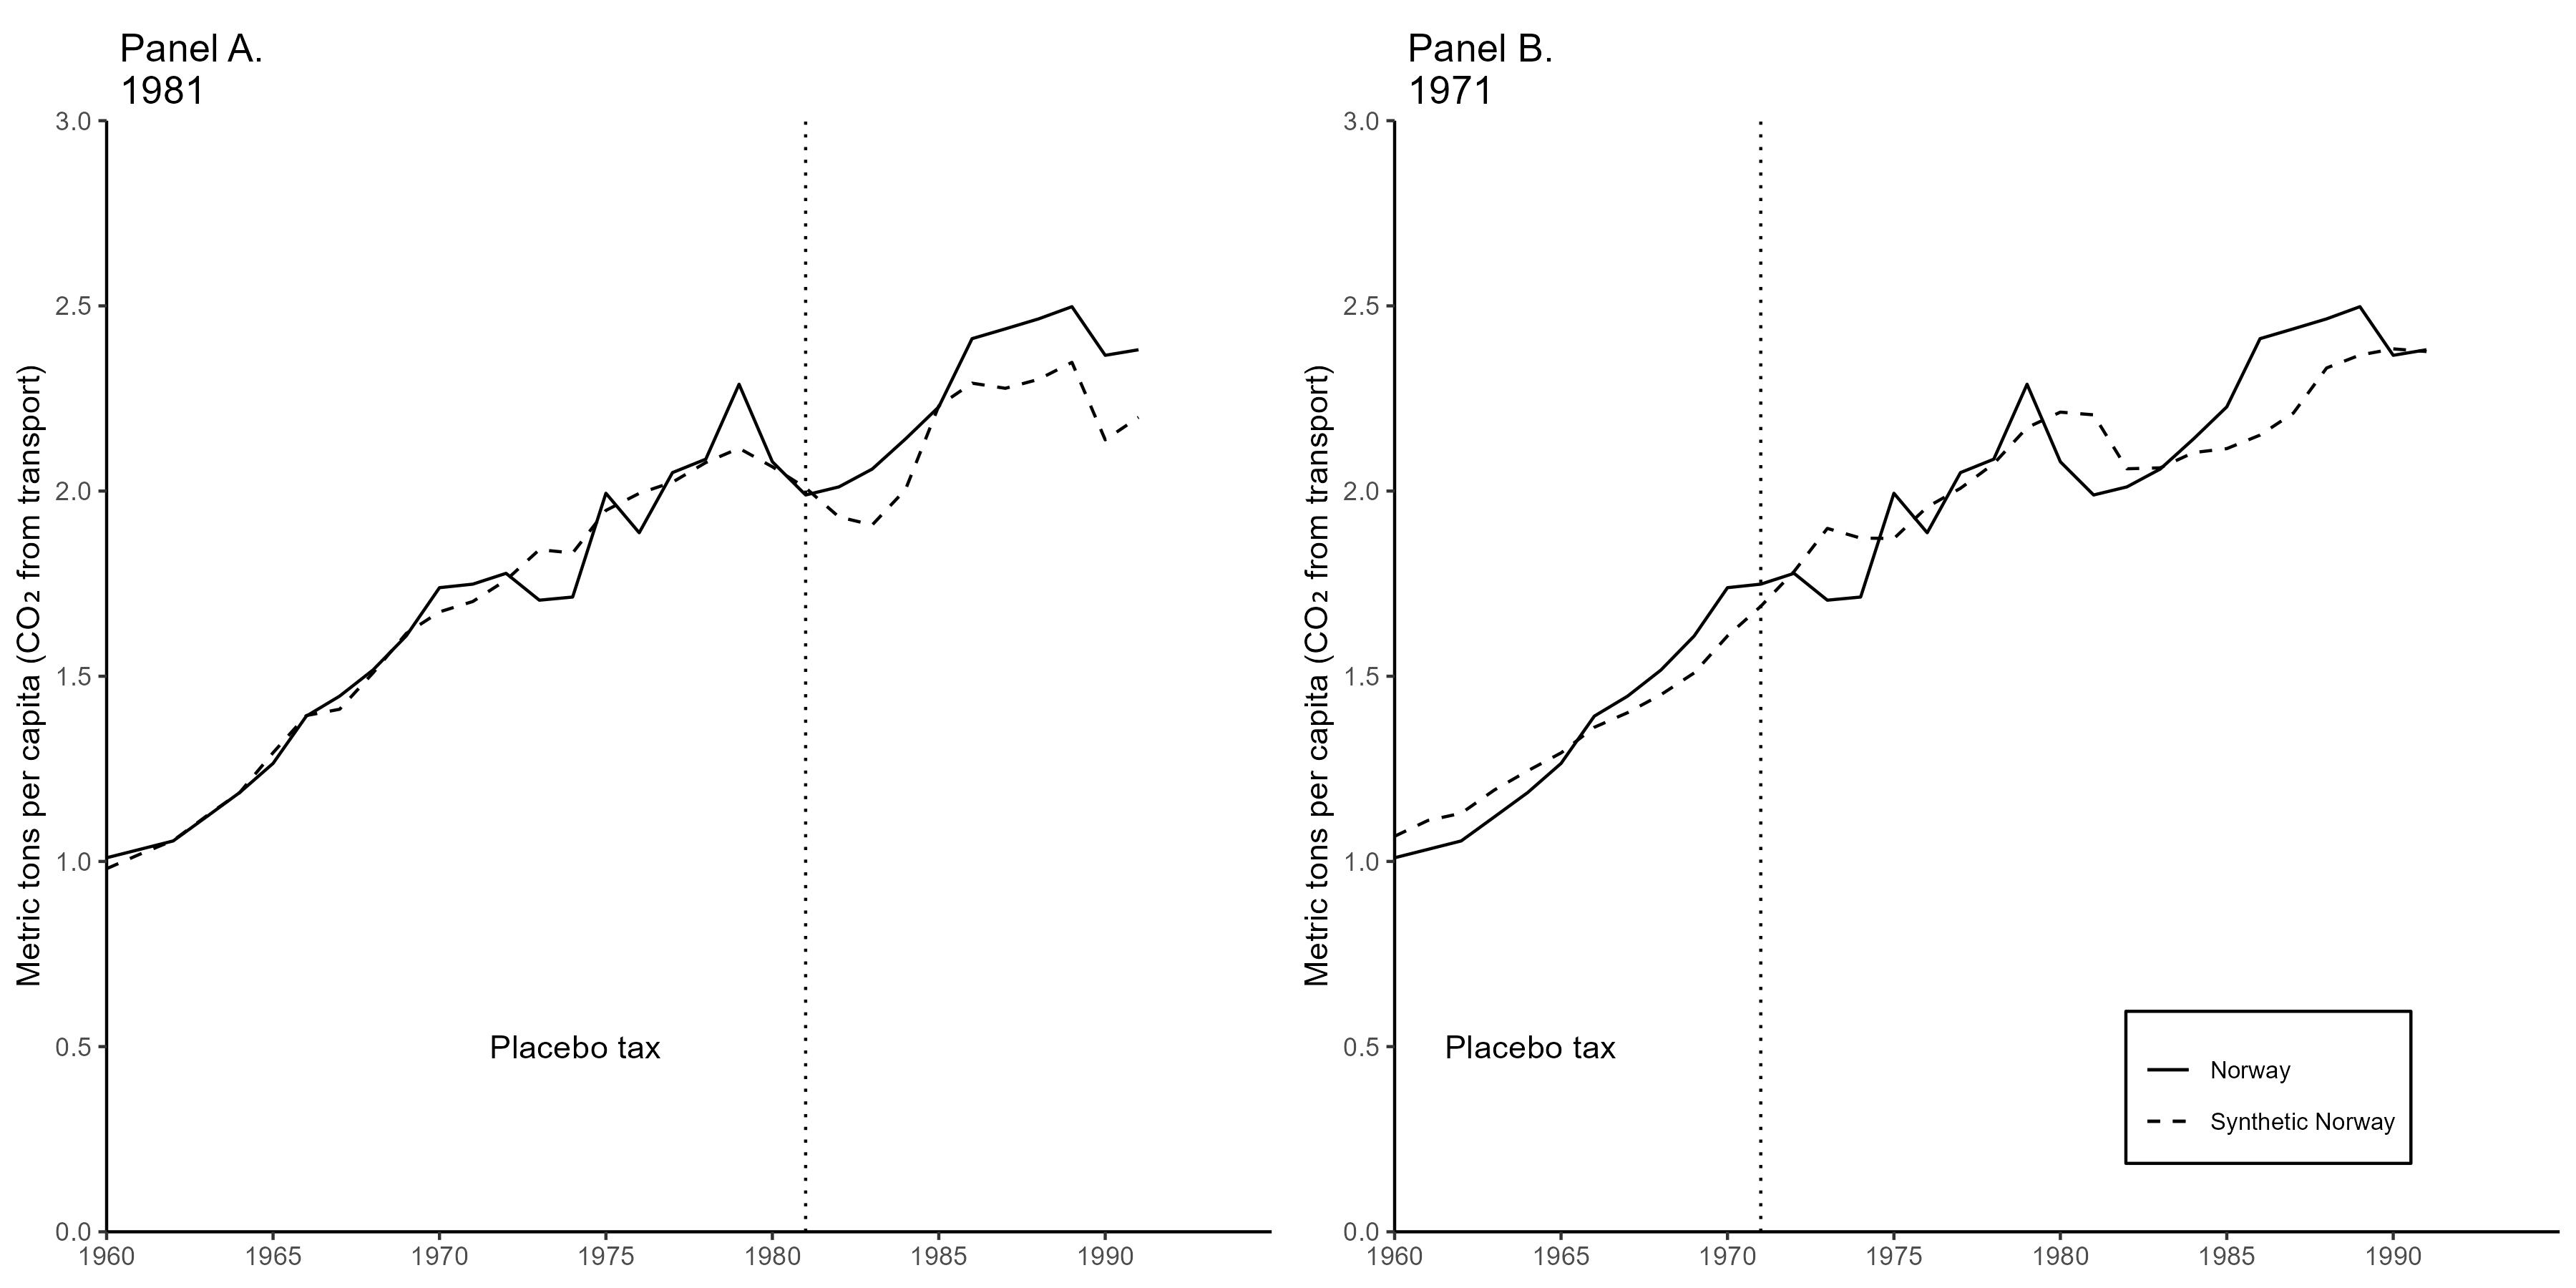 Panel A.
1981
Metric tons per capita (CO₂ from transport)
3.0
2.5
2.0
1.5
1.0
0.5
0.0
Placebo tax
1960 1965 1970 1975 1980 1985 1990
Panel B.
1971
Metric tons per capita (CO₂ from transport)
3.0
2.5
2.0
1.5
1.0
0.5
0.0
Placebo tax
Norway
Synthetic Norway
1960 1965 1970 1975 1980 1985 1990